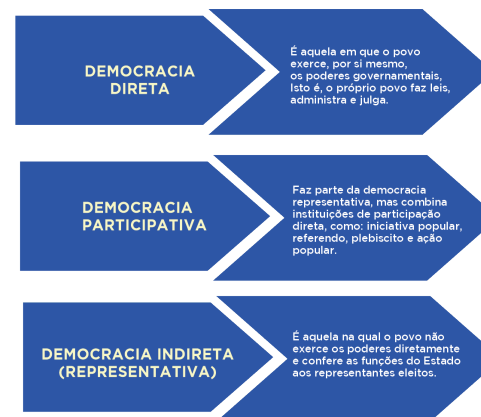 DEMOCRACIA
DIRETA
É aquela em que o povo
exerce, por si mesmo,
os poderes governamentais,
Isto é, o próprio povo faz leis,
administra e julga.
DEMOCRACIA
PARTICIPATIVA
Faz parte da democracia
representativa, mas combina
instituições de participação
direta, como: iniciativa popular,
referendo, plebiscito e ação
popular.
DEMOCRACIA INDIRETA
(REPRESENTATIVA)
É aquela na qual o povo não
exerce os poderes diretamente
e confere as funções do Estado
aos representantes eleitos.